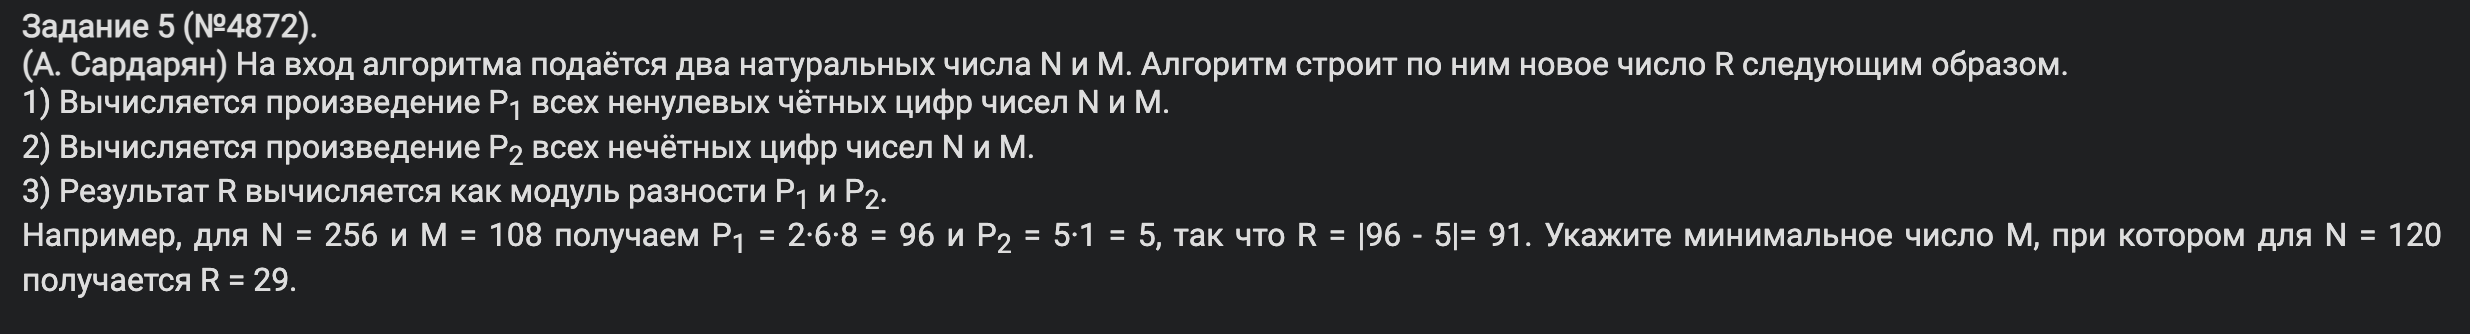 Задание 5 (№4872).
(А. Сардарян) На вход алгоритма подаётся два натуральных числа N и M. Алгоритм строит по ним новое число R следующим образом.
1) Вычисляется произведение P₁ всех ненулевых чётных цифр чисел N и M.
2) Вычисляется произведение P₂ всех нечётных цифр чисел N и M.
3) Результат R вычисляется как модуль разности P₁ и P₂.
Например, для N = 256 и M = 108 получаем P₁ = 2·6·8 = 96 и P₂ = 5·1 = 5, так что R = |96 - 5|= 91. Укажите минимальное число M, при котором для N = 120
получается R = 29.